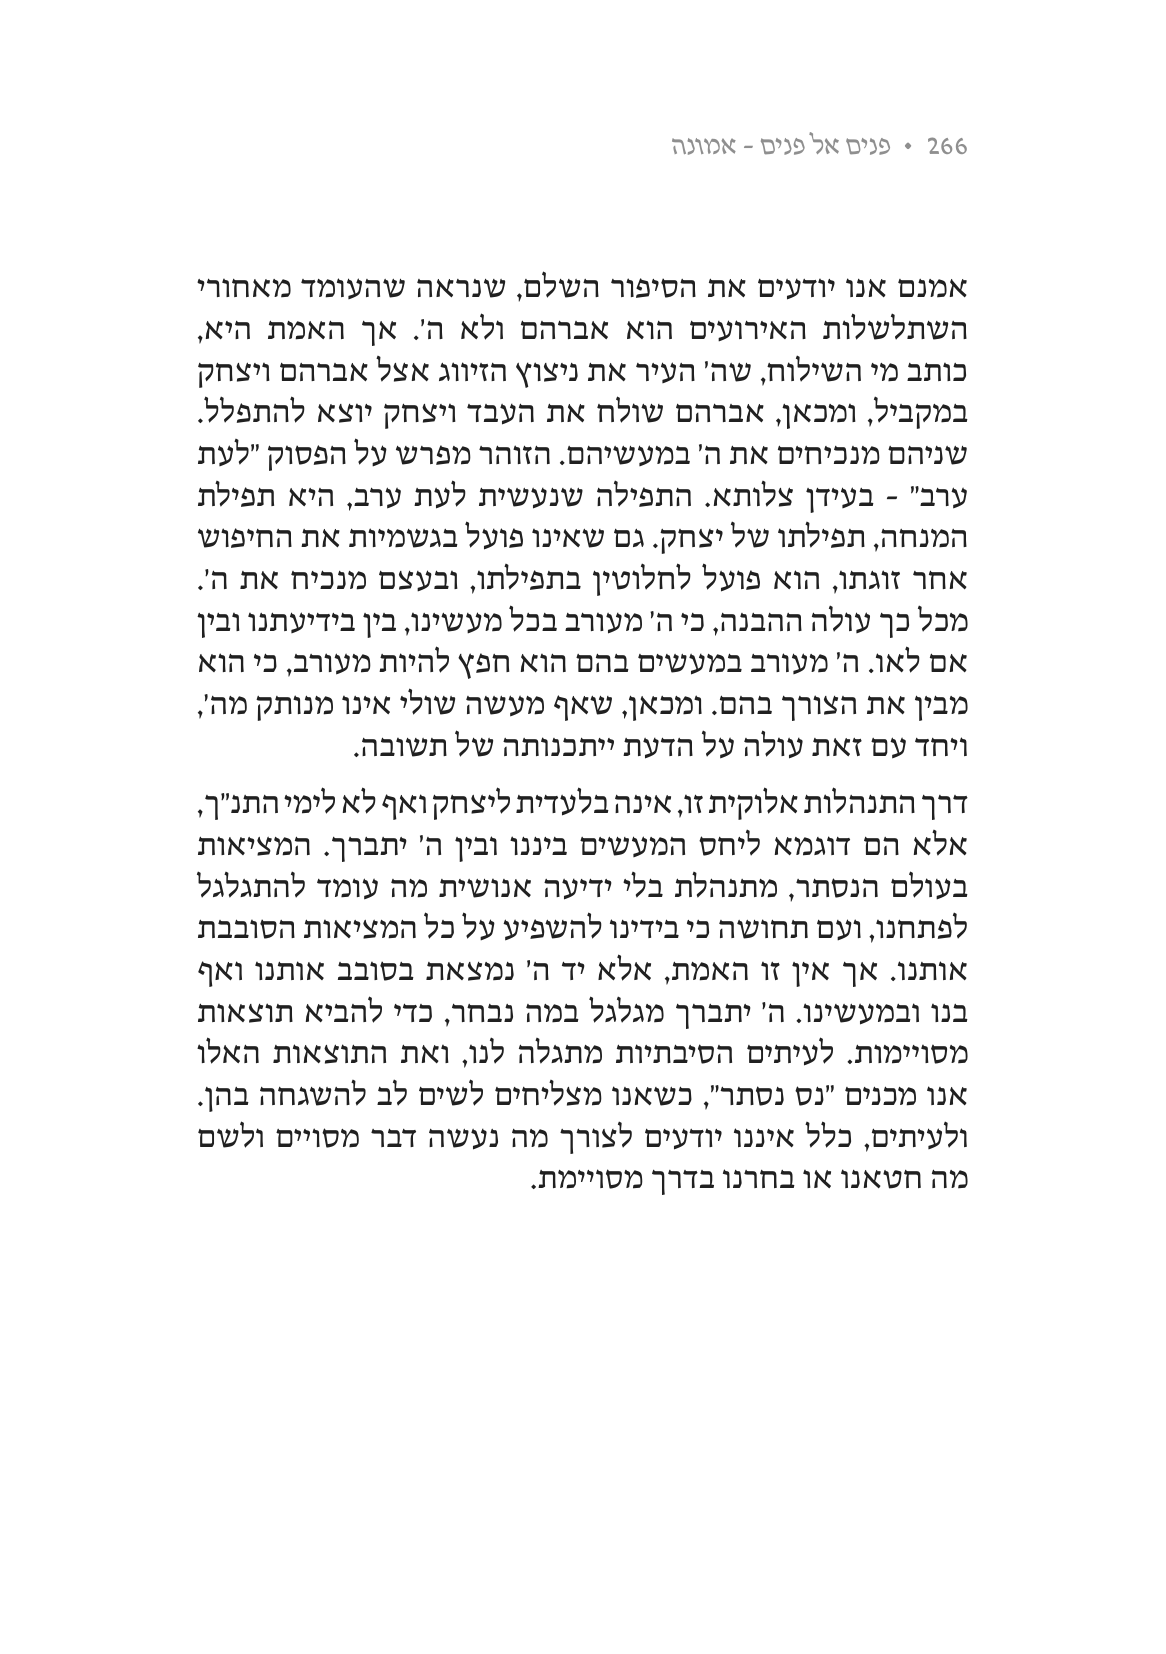 266 • פנים אל פנים - אמונה
אמנם אנו יודעים את הסיפור השלם, שנראה שהעומד מאחורי
השתלשלות האירועים הוא אברהם ולא ה'. אך האמת היא,
כותב מי השילוח, שה' העיר את ניצוץ הזיווג אצל אברהם ויצחק
במקביל, ומכאן, אברהם שולח את העבד ויצחק יוצא להתפלל.
שניהם מנכיחים את ה' במעשיהם. הזוהר מפרש על הפסוק "לעת
ערב" - בעידן צלותא. התפילה שנעשית לעת ערב, היא תפילת
המנחה, תפילתו של יצחק. גם שאינו פועל בגשמיות את החיפוש
אחר זוגתו, הוא פועל לחלוטין בתפילתו, ובעצם מנכיח את ה'.
מכל כך עולה ההבנה, כי ה' מעורב בכל מעשינו, בין בידיעתנו ובין
אם לאו. ה' מעורב במעשים בהם הוא חפץ להיות מעורב, כי הוא
מבין את הצורך בהם. ומכאן, שאף מעשה שולי אינו מנותק מה',
ויחד עם זאת עולה על הדעת ייתכנותה של תשובה.
דרך התנהלות אלוקית זו, אינה בלעדית ליצחק ואף לא לימי התנ"ך,
אלא הם דוגמא ליחס המעשים ביננו ובין ה' יתברך. המציאות
בעולם הנסתר, מתנהלת בלי ידיעה אנושית מה עומד להתגלגל
לפתחנו, ועם תחושה כי בידינו להשפיע על כל המציאות הסובבת
אותנו. אך אין זו האמת, אלא יד ה' נמצאת בסובב אותנו ואף
בנו ובמעשינו. ה' יתברך מגלגל במה נבחר, כדי להביא תוצאות
מסויימות. לעיתים הסיבתיות מתגלה לנו, ואת התוצאות האלו
אנו מכנים "נס נסתר", כשאנו מצליחים לשים לב להשגחה בהן.
ולעיתים, כלל איננו יודעים לצורך מה נעשה דבר מסויים ולשם
מה חטאנו או בחרנו בדרך מסויימת.